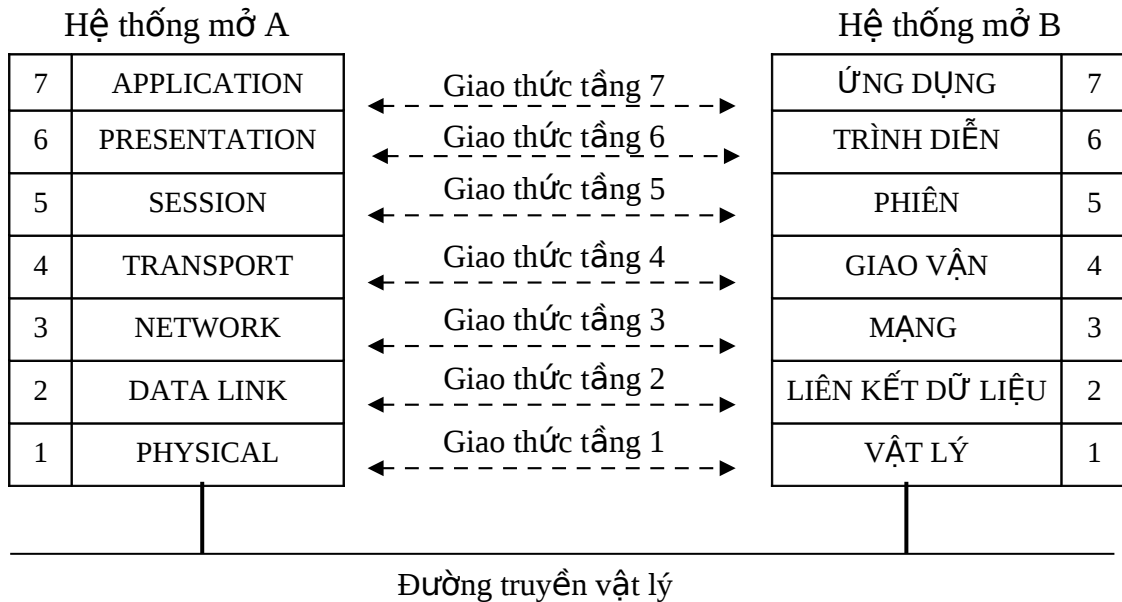 Hệ thống mở A
Hệ thống mở B
7 APPLICATION Giao thức tầng 7 ỨNG DỤNG 7
6 PRESENTATION Giao thức tầng 6 TRÌNH DIỄN 6
5 SESSION Giao thức tầng 5 PHIÊN 5
4 TRANSPORT Giao thức tầng 4 GIAO VẬN 4
3 NETWORK Giao thức tầng 3 MẠNG 3
2 DATA LINK Giao thức tầng 2 LIÊN KẾT DỮ LIỆU 2
1 PHYSICAL Giao thức tầng 1 VẬT LÝ 1
Đường truyền vật lý